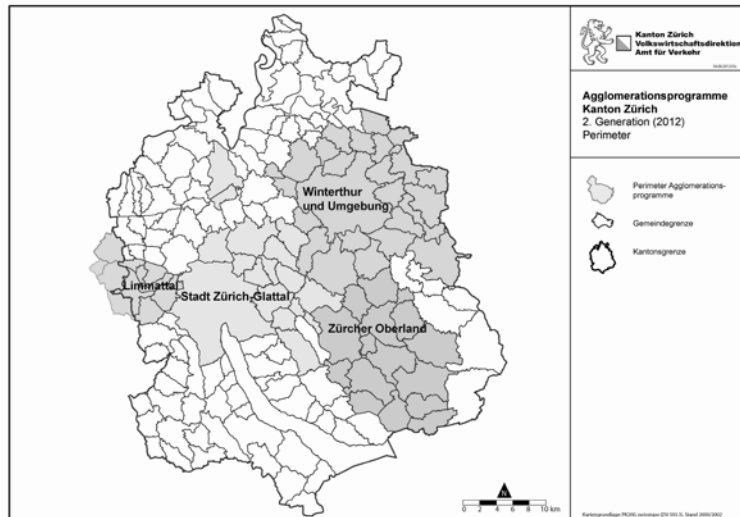 Kanton Zürich
Volkswirtschaftsdirektion
Amt für Verkehr
Agglomerationsprogramme
Kanton Zürich
2. Generation (2012)
Perimeter
Perimeter Agglomerations-
programme
Gemeindegrenze
Kantonsgrenze
Winterthur
und Umgebung
Limmattal
Stadt Zürich-Glattal
Zürcher Oberland
N
0 2 4 6 8 10 km